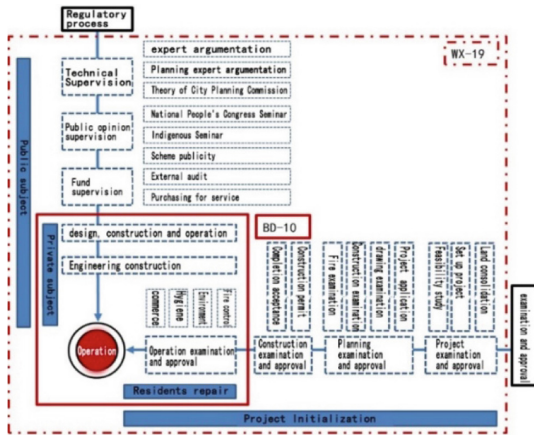 Regulatory
process
WX-19
expert argumentation
Technical
Supervision
Planning expert argumentation
Theory of City Planning Commission
Public opinion
supervision
National People's Congress Seminar
Indigenous Seminar
Scheme publicity
Fund
supervision
External audit
Purchasing for service
Public subject
Private subject
design, construction and operation
Engineering construction
BD-10
commerce
Hygiene
Environment
Fire control
Completion acceptance
Construction permit
Fire examination
Construction examination
drawing examination
Project application
Feasibility study
Set up project
Land consolidation
examination and approval
Operation
Operation examination
and approval
Construction
examination
and approval
Planning
examination
and approval
Project
examination
and approval
Residents repair
Project Initialization